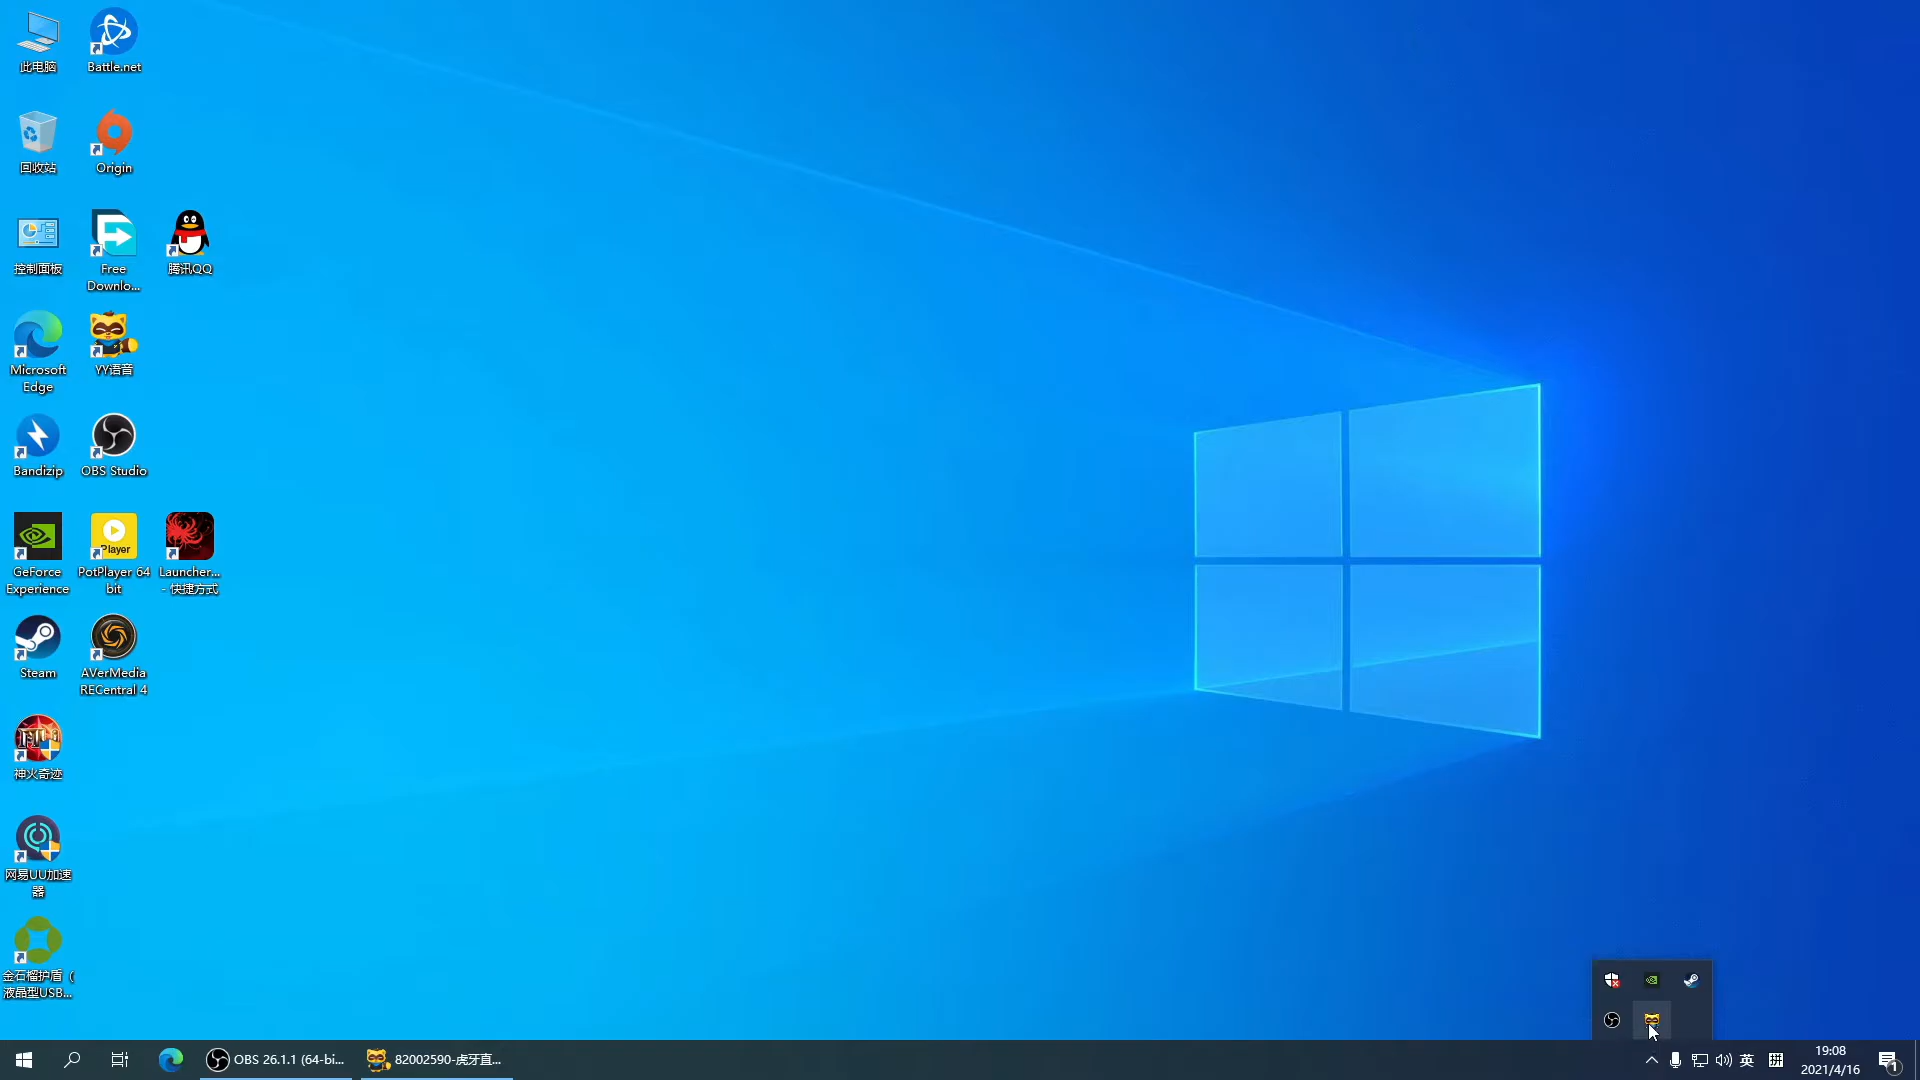 此电脑
Battle.net
回收站
Origin
控制面板
Free
Downlo...
腾讯QQ
Microsoft
Edge
YY语音
Bandizip
OBS Studio
GeForce
Experience
Player
PotPlayer 64
bit
Launcher...
- 快捷方式
Steam
AVerMedia
RECentral 4
神火奇迹
网易UU加速
器
金石榴护盾（
液晶型USB...
OBS 26.1.1 (64-bi...
82002590-虎牙直...
英
拼
19:08
2021/4/16
1